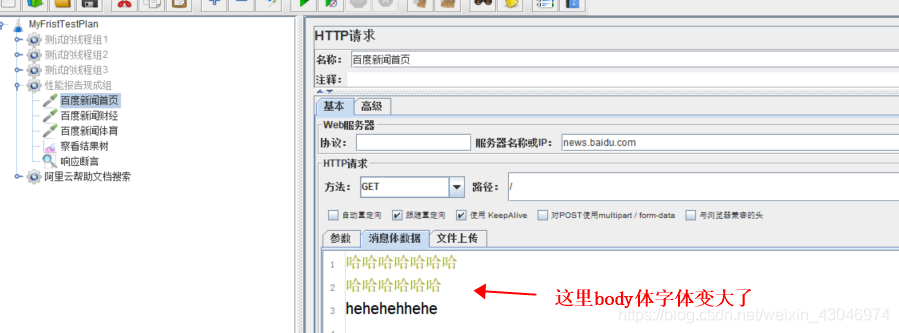 MyFristTestPlan
测试的线程组1
测试的线程组2
测试的线程组3
性能报告现成组
百度新闻首页
百度新闻财经
百度新闻体育
察看结果树
响应断言
阿里云帮助文档搜索
HTTP请求
名称： 百度新闻首页
注释：
基本 高级
Web服务器
协议： 服务器名称或IP： news.baidu.com
HTTP请求
方法： GET 路径： /
自动重定向 跟随重定向 使用 KeepAlive 对POST使用multipart / form-data 与浏览器兼容的头
参数 消息体数据 文件上传
1 哈哈哈哈哈哈哈
2 哈哈哈哈哈哈
3 hehehehhehe
这里body体字体变大了
https://blog.csdn.net/weixin_43046974